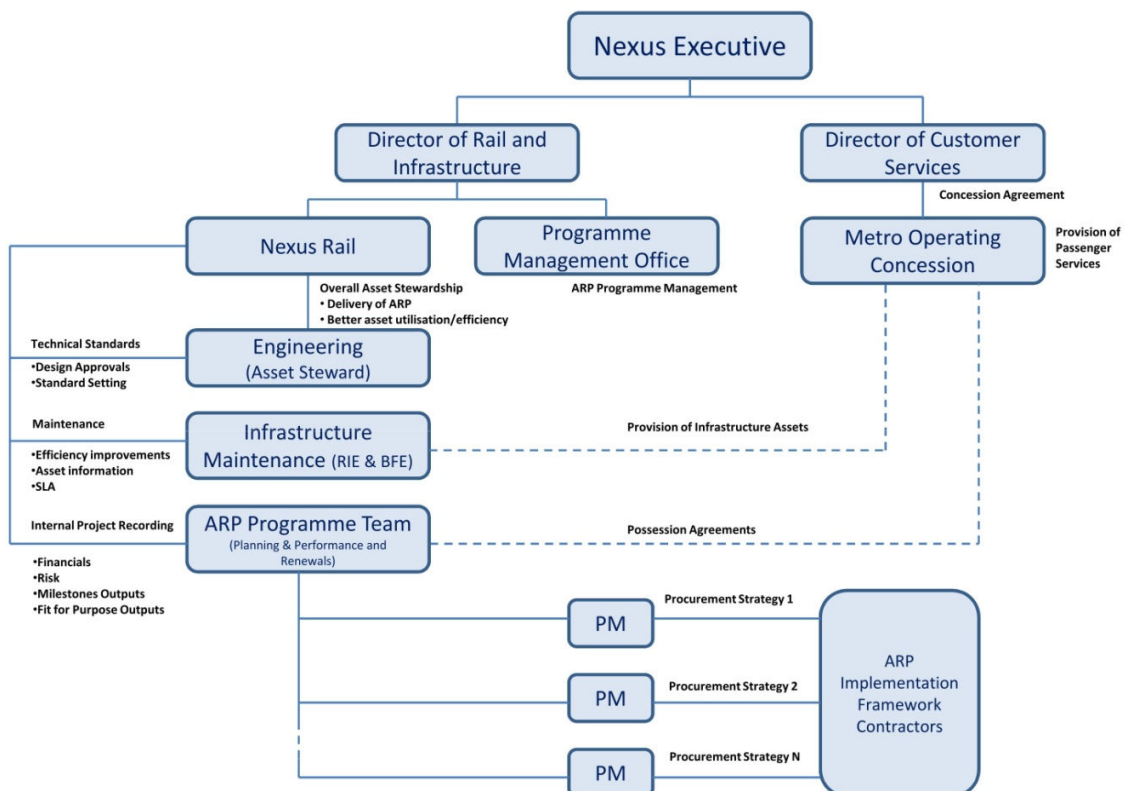 Nexus Executive
Director of Rail and
Infrastructure
Director of Customer
Services
Concession Agreement
Nexus Rail
Programme
Management Office
Metro Operating
Concession
Provision of
Passenger
Services
Overall Asset Stewardship
• Delivery of ARP
• Better asset utilisation/efficiency
ARP Programme Management
Technical Standards
•Design Approvals
•Standard Setting
Engineering
(Asset Steward)
Maintenance
•Efficiency improvements
•Asset information
•SLA
Infrastructure
Maintenance (RIE & BFE)
Provision of Infrastructure Assets
Internal Project Recording
•Financials
•Risk
•Milestones Outputs
•Fit for Purpose Outputs
ARP Programme Team
(Planning & Performance and
Renewals)
Possession Agreements
PM
Procurement Strategy 1
PM
Procurement Strategy 2
PM
Procurement Strategy N
ARP
Implementation
Framework
Contractors